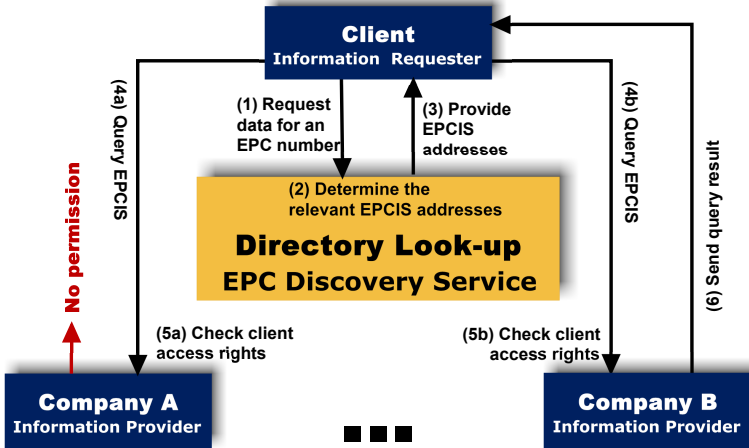 Client
Information Requester
(4a) Query EPCIS
(1) Request
data for an
EPC number
(3) Provide
EPCIS
addresses
(4b) Query EPCIS
(6) Send query result
No permission
(2) Determine the
relevant EPCIS addresses
Directory Look-up
EPC Discovery Service
(5a) Check client
access rights
(5b) Check client
access rights
Company A
Information Provider
Company B
Information Provider